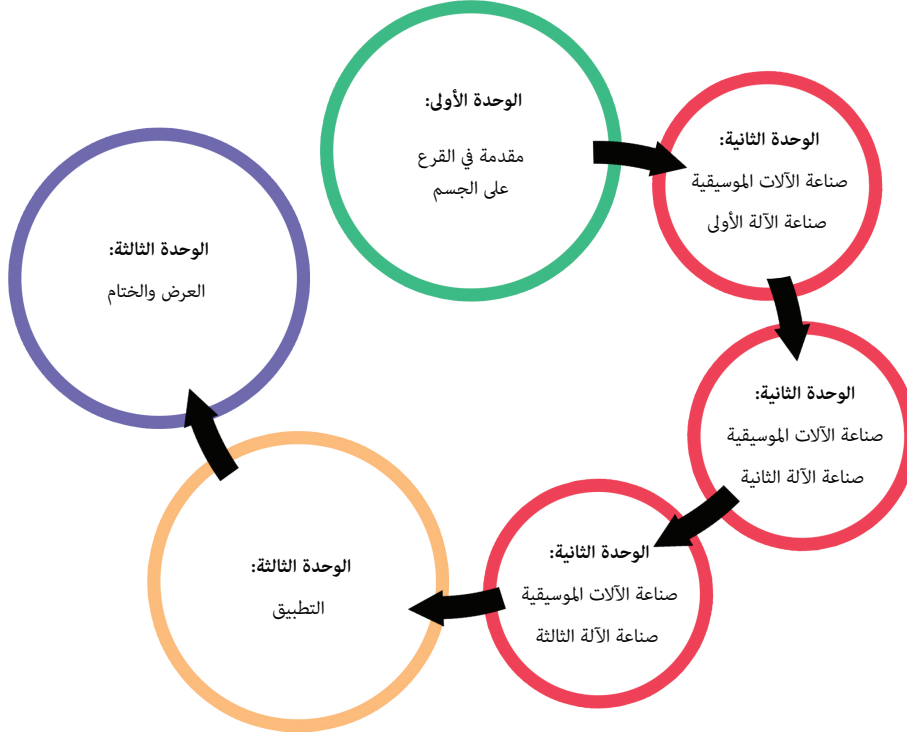 الوحدة الأولى:
مقدمة في القرع
على الجسم
الوحدة الثانية:
صناعة الآلات الموسيقية
صناعة الآلة الأولى
الوحدة الثانية:
صناعة الآلات الموسيقية
صناعة الآلة الثانية
الوحدة الثانية:
صناعة الآلات الموسيقية
صناعة الآلة الثالثة
الوحدة الثالثة:
التطبيق
الوحدة الثالثة:
العرض والختام